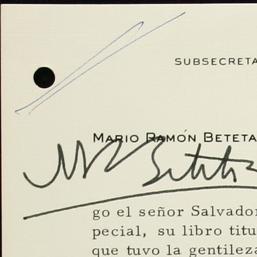 SUBSECRETA
MARIO RAMÓN BETETA
go el señor Salvador
pecial, su libro titu
que tuvo la gentileza